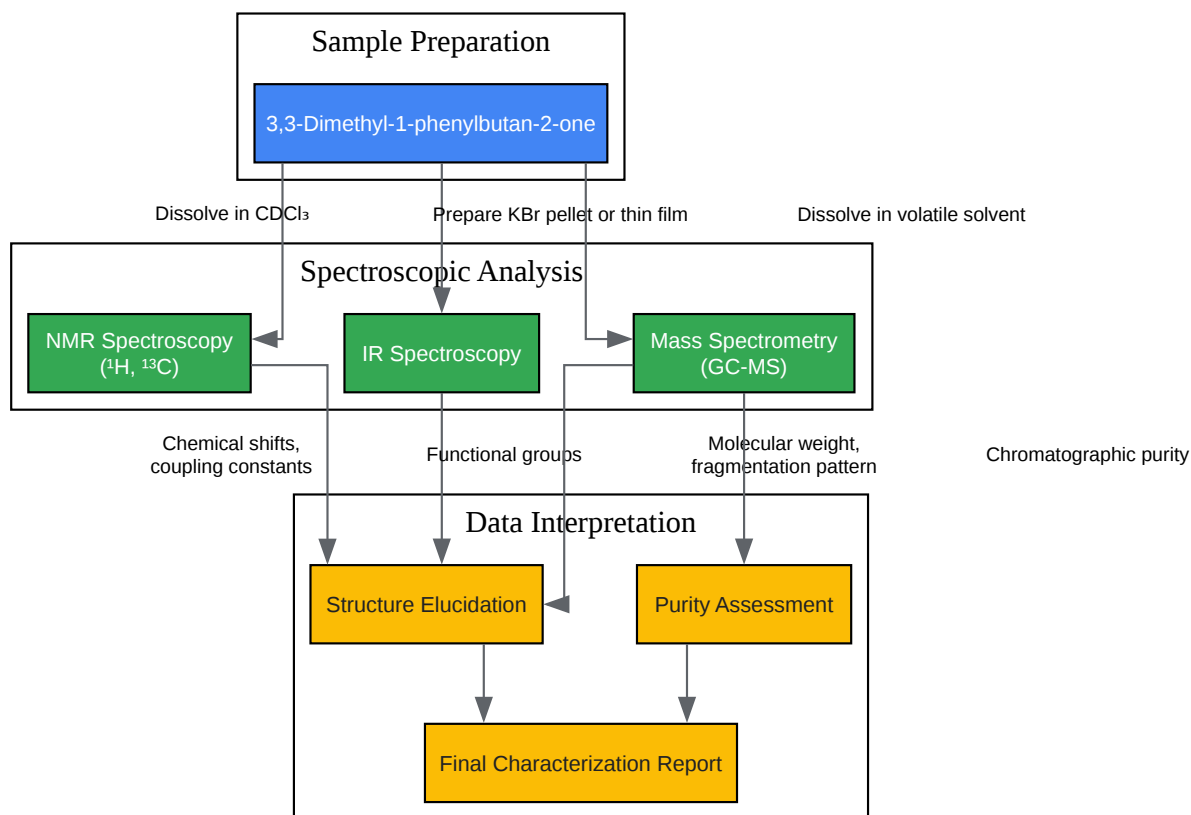 Sample Preparation
3,3-Dimethyl-1-phenylbutan-2-one
Dissolve in CDCl₃
Prepare KBr pellet or thin film
Dissolve in volatile solvent
Spectroscopic Analysis
NMR Spectroscopy
(¹H, ¹³C)
IR Spectroscopy
Mass Spectrometry
(GC-MS)
Chemical shifts,
coupling constants
Functional groups
Molecular weight,
fragmentation pattern
Chromatographic purity
Data Interpretation
Structure Elucidation
Purity Assessment
Final Characterization Report